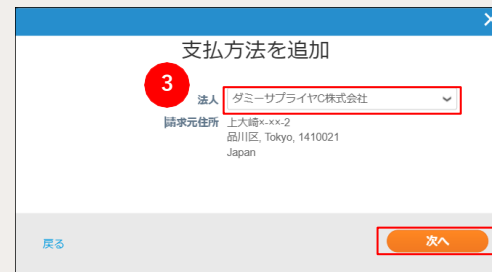 支払方法を追加
3
法人 ダミーサプライヤC株式会社
請求元住所 上大崎×-××-2
品川区, Tokyo, 1410021
Japan
戻る 次へ